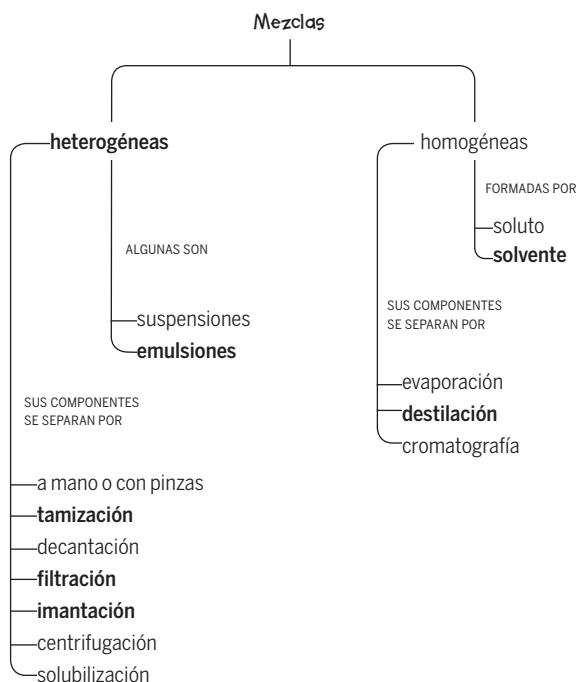 Mezclas
heterogéneas
ALGUNAS SON
suspensiones
emulsiones
SUS COMPONENTES
SE SEPARAN POR
a mano o con pinzas
tamización
decantación
filtración
imantación
centrifugación
solubilización
homogéneas
FORMADAS POR
soluto
solvente
SUS COMPONENTES
SE SEPARAN POR
evaporación
destilación
cromatografía